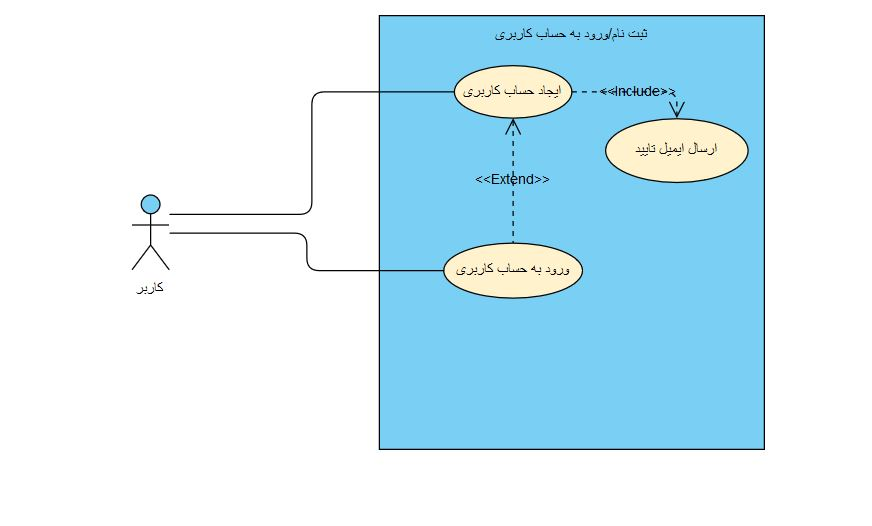 ثبت نام/ورود به حساب کاربری
ایجاد حساب کاربری
<<Include>>
ارسال ایمیل تایید
<<Extend>>
ورود به حساب کاربری
کاربر